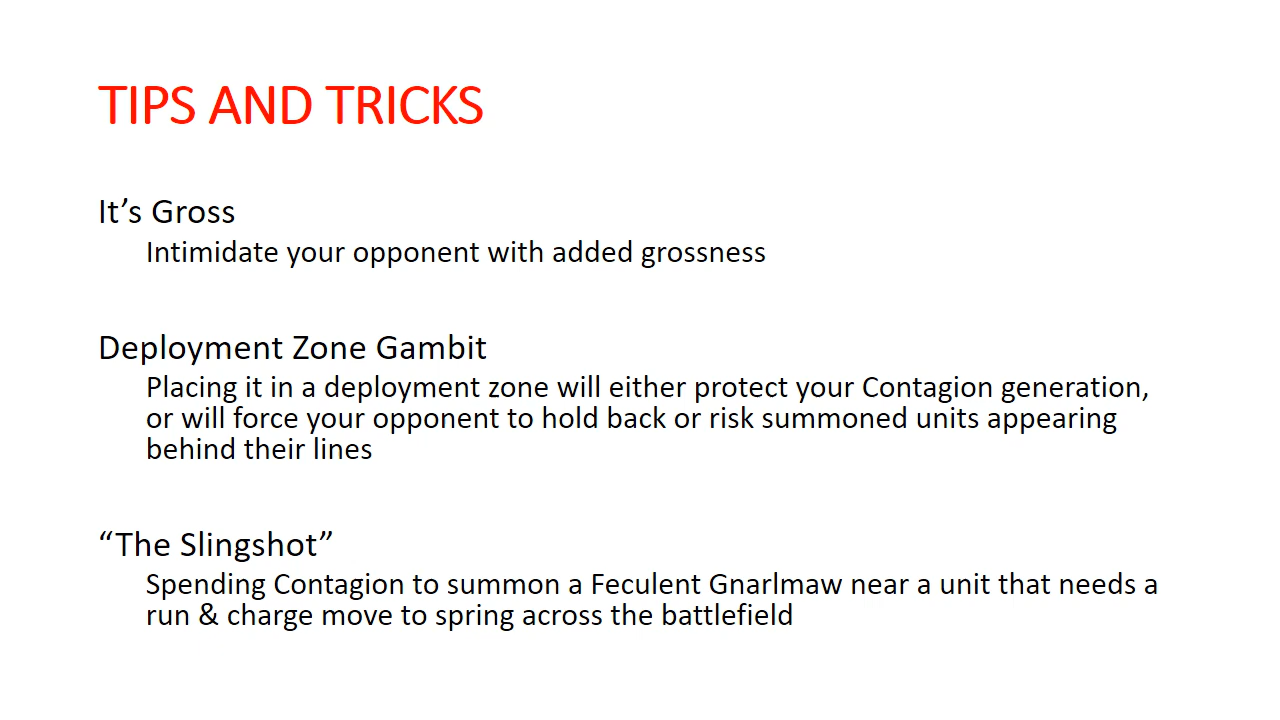 TIPS AND TRICKS
It’s Gross
Intimidate your opponent with added grossness
Deployment Zone Gambit
Placing it in a deployment zone will either protect your Contagion generation,
or will force your opponent to hold back or risk summoned units appearing
behind their lines
“The Slingshot”
Spending Contagion to summon a Feculent Gnarlmaw near a unit that needs a
run & charge move to spring across the battlefield